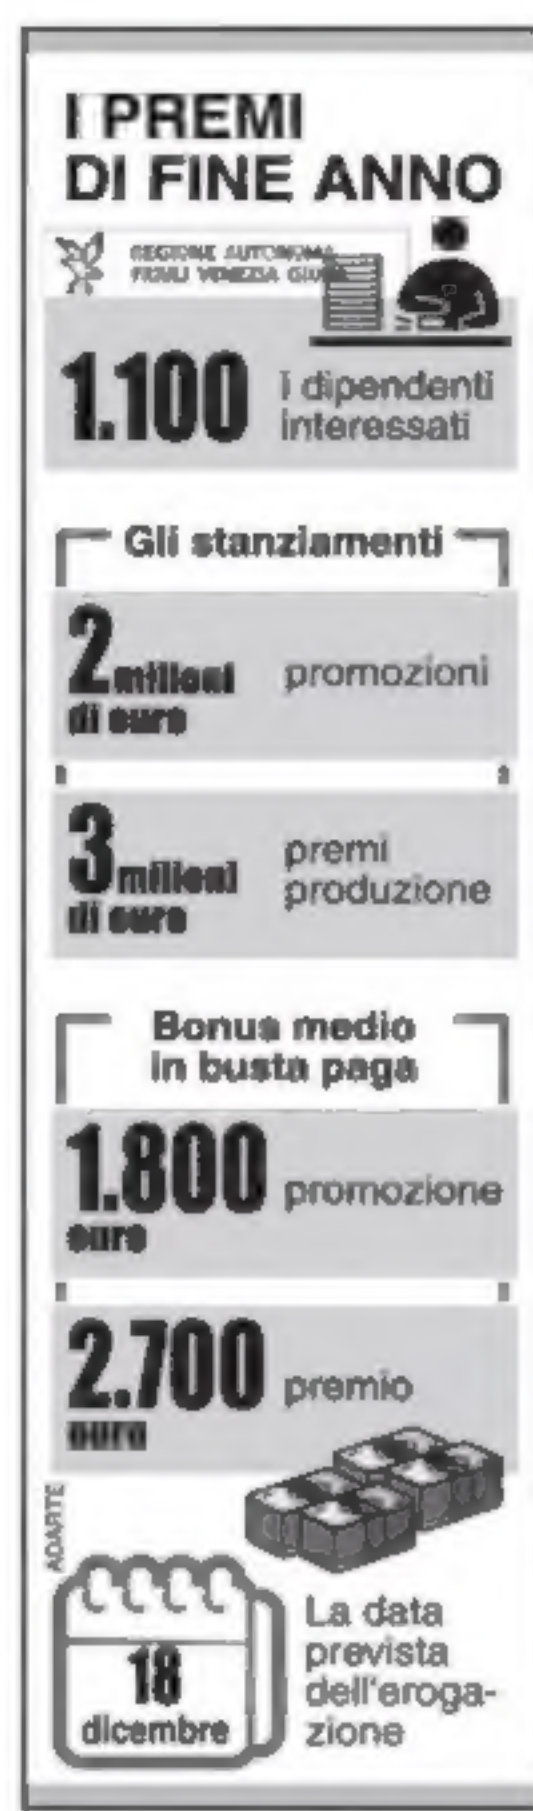 I PREMI
DI FINE ANNO
REGIONE AUTONOMA
FRIULI VENEZIA GIULIA
1.100 i dipendenti
interessati
Gli stanziamenti
2 milioni promozioni
di euro
3 milioni premi
di euro produzione
Bonus medio
in busta paga
1.800 promozione
euro
2.700 premio
euro
ADARTE
18
dicembre
La data
prevista
dell'eroga-
zione